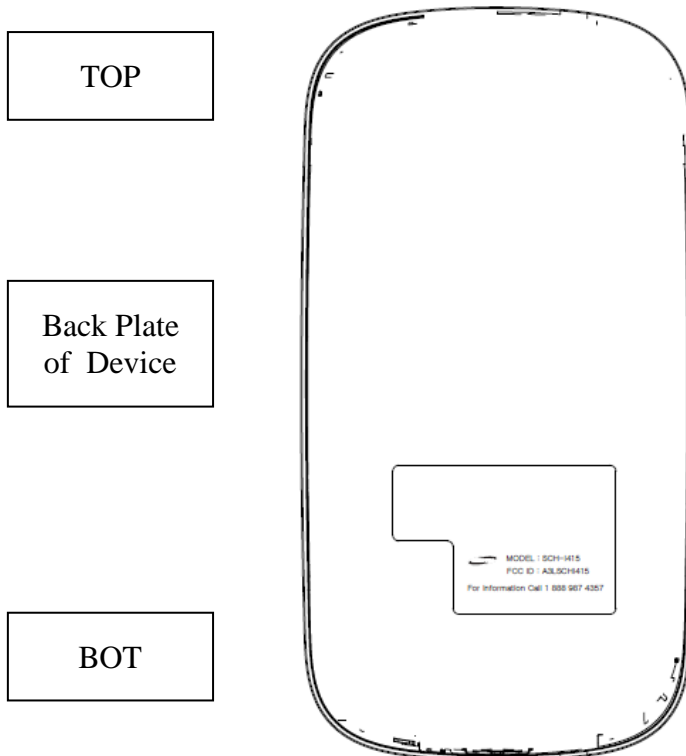 TOP
Back Plate
of Device
MODEL : SCH-I415
FCC ID : A3LSCHI415
For Information Call 1 888 987 4357
BOT